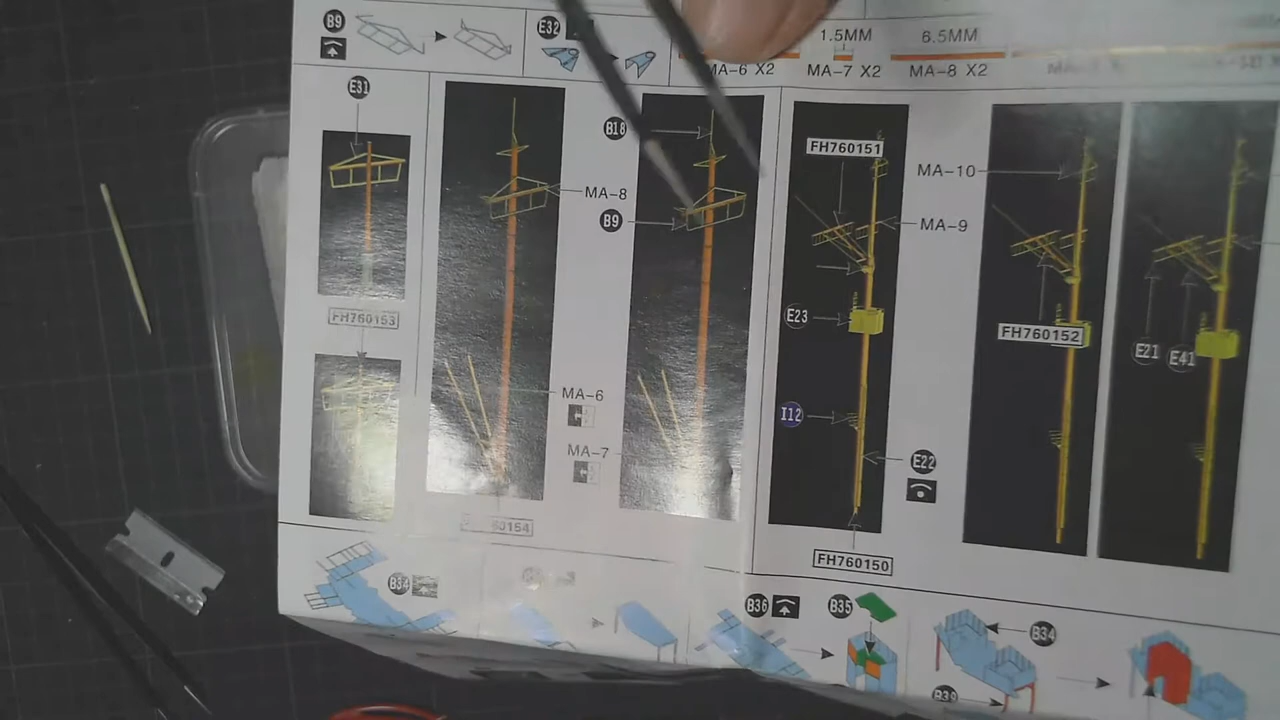 B9
E32
1.5MM
6.5MM
MA-6 X2
MA-7 X2
MA-8 X2
E31
B18
FH760151
MA-10
MA-8
B9
MA-9
FH760153
E23
FH760152
E21
E41
MA-6
I12
MA-7
E22
FH760150
B34
B36
B35
B34
B39